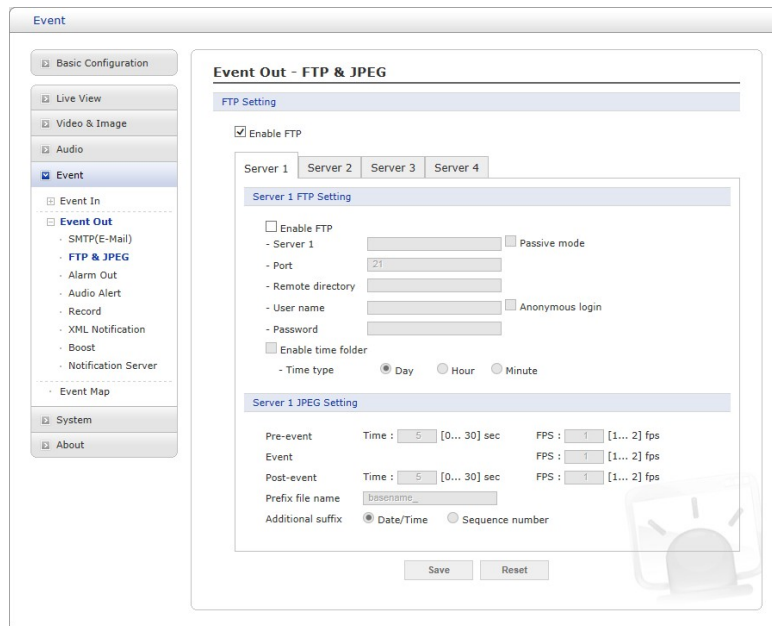 Event
Basic Configuration
Live View
Video & Image
Audio
Event
Event In
Event Out
· SMTP(E-Mail)
· FTP & JPEG
· Alarm Out
· Audio Alert
· Record
· XML Notification
· Boost
· Notification Server
· Event Map
System
About
Event Out - FTP & JPEG
FTP Setting
Enable FTP
Server 1 Server 2 Server 3 Server 4
Server 1 FTP Setting
Enable FTP
- Server 1 Passive mode
- Port 21
- Remote directory
- User name Anonymous login
- Password
Enable time folder
- Time type Day Hour Minute
Server 1 JPEG Setting
Pre-event Time : 5 [0... 30] sec FPS : 1 [1... 2] fps
Event FPS : 1 [1... 2] fps
Post-event Time : 5 [0... 30] sec FPS : 1 [1... 2] fps
Prefix file name basename_
Additional suffix Date/Time Sequence number
Save Reset